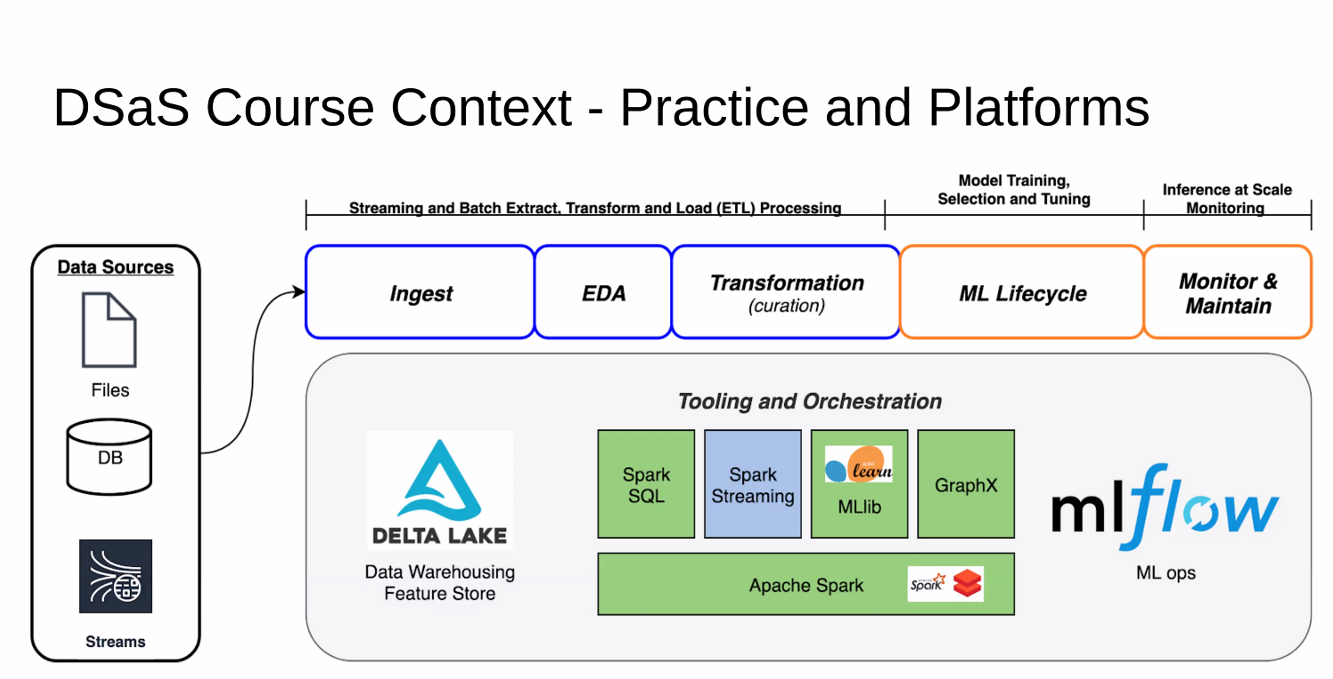 DSaS Course Context - Practice and Platforms
Streaming and Batch Extract, Transform and Load (ETL) Processing
Model Training,
Selection and Tuning
Inference at Scale
Monitoring
Data Sources
Files
DB
Streams
Ingest
EDA
Transformation
(curation)
ML Lifecycle
Monitor &
Maintain
Tooling and Orchestration
DELTA LAKE
Data Warehousing
Feature Store
Spark
SQL
Spark
Streaming
learn
MLlib
GraphX
Apache Spark
Spark
mlflow
ML ops